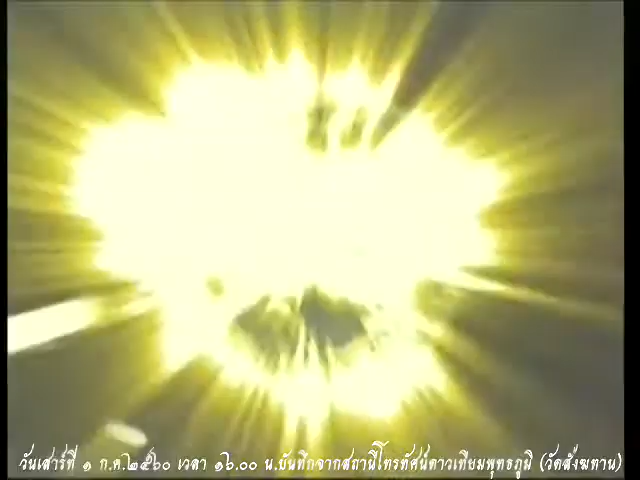 วันเสาร์ที่ ๑ ก.ค.๒๕๖๐ เวลา ๑๖.๐๐ น.บันทึกจากสถานีโทรทัศน์ดาวเทียมพุทธภูมิ (วัดสังฆทาน)